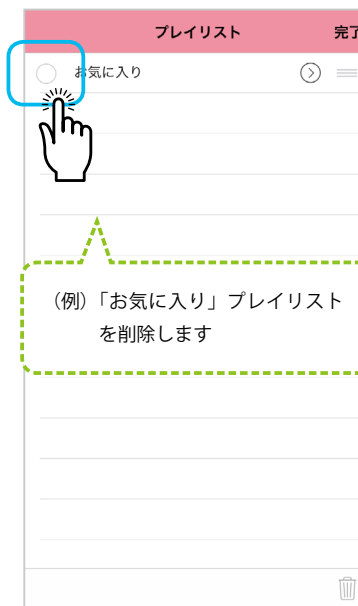 プレイリスト 完了
お気に入り
（例）「お気に入り」プレイリスト
を削除します